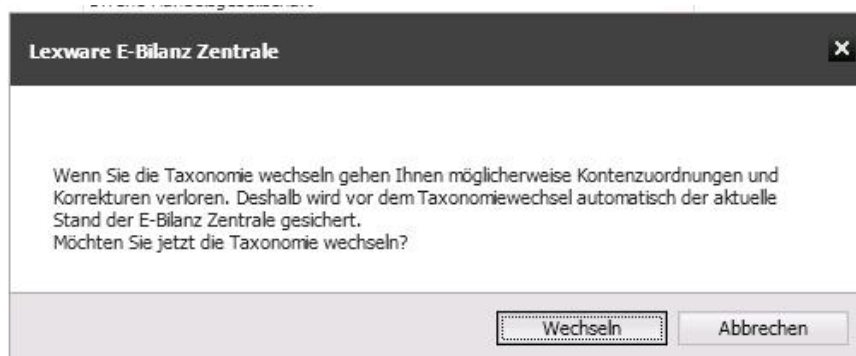 Lexware E-Bilanz Zentrale
Wenn Sie die Taxonomie wechseln gehen Ihnen möglicherweise Kontenzuordnungen und
Korrekturen verloren. Deshalb wird vor dem Taxonomiewechsel automatisch der aktuelle
Stand der E-Bilanz Zentrale gesichert.
Möchten Sie jetzt die Taxonomie wechseln?
Wechseln Abbrechen